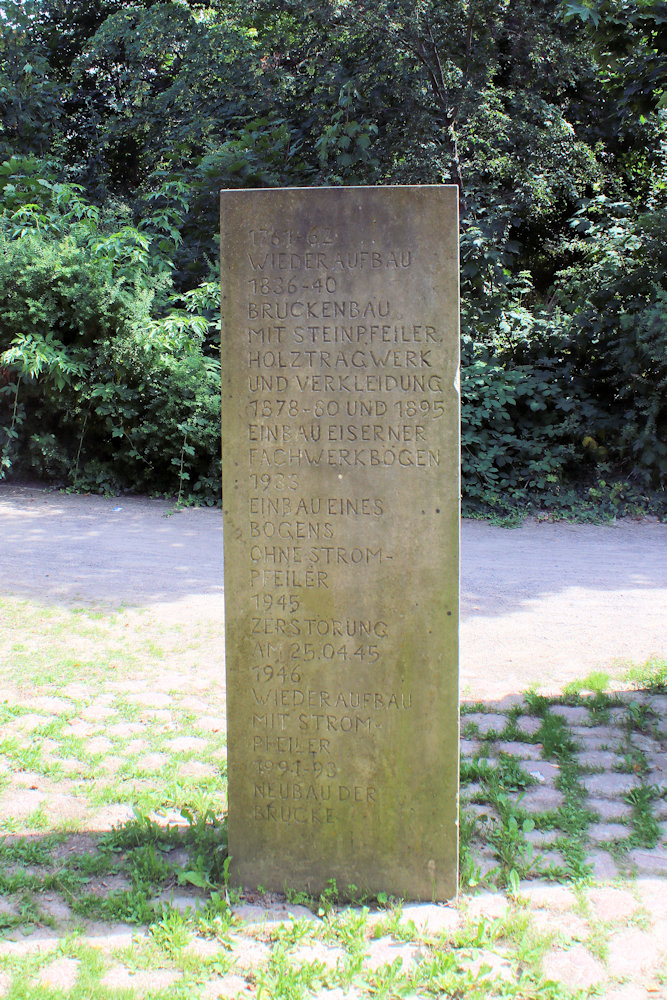 1761-62
WIEDERAUFBAU
1836-40
BRÜCKENBAU
MIT STEINPFEILER,
HOLZTRAGWERK
UND VERKLEIDUNG
1878-80 UND 1895
EINBAU EISERNER
FACHWERKBÖGEN
1933
EINBAU EINES
BOGENS
OHNE STROM-
PFEILER
1945
ZERSTÖRUNG
AM 25.04.45
1946
WIEDERAUFBAU
MIT STROM-
PFEILER
1991-93
NEUBAU DER
BRÜCKE